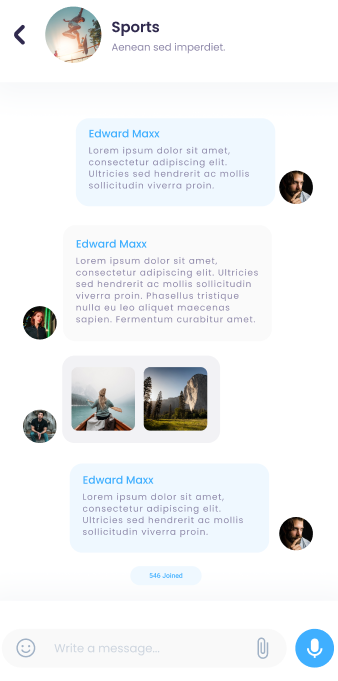 Sports
Aenean sed imperdiet.
Edward Maxx
Lorem ipsum dolor sit amet,
consectetur adipiscing elit.
Ultricies sed hendrerit ac mollis
sollicitudin viverra proin.
Edward Maxx
Lorem ipsum dolor sit amet,
consectetur adipiscing elit. Ultricies
sed hendrerit ac mollis sollicitudin
viverra proin. Phasellus tristique
nulla eu leo aliquet maecenas
sapien. Fermentum curabitur amet.
Edward Maxx
Lorem ipsum dolor sit amet,
consectetur adipiscing elit.
Ultricies sed hendrerit ac mollis
sollicitudin viverra proin.
546 Joined
Write a message...